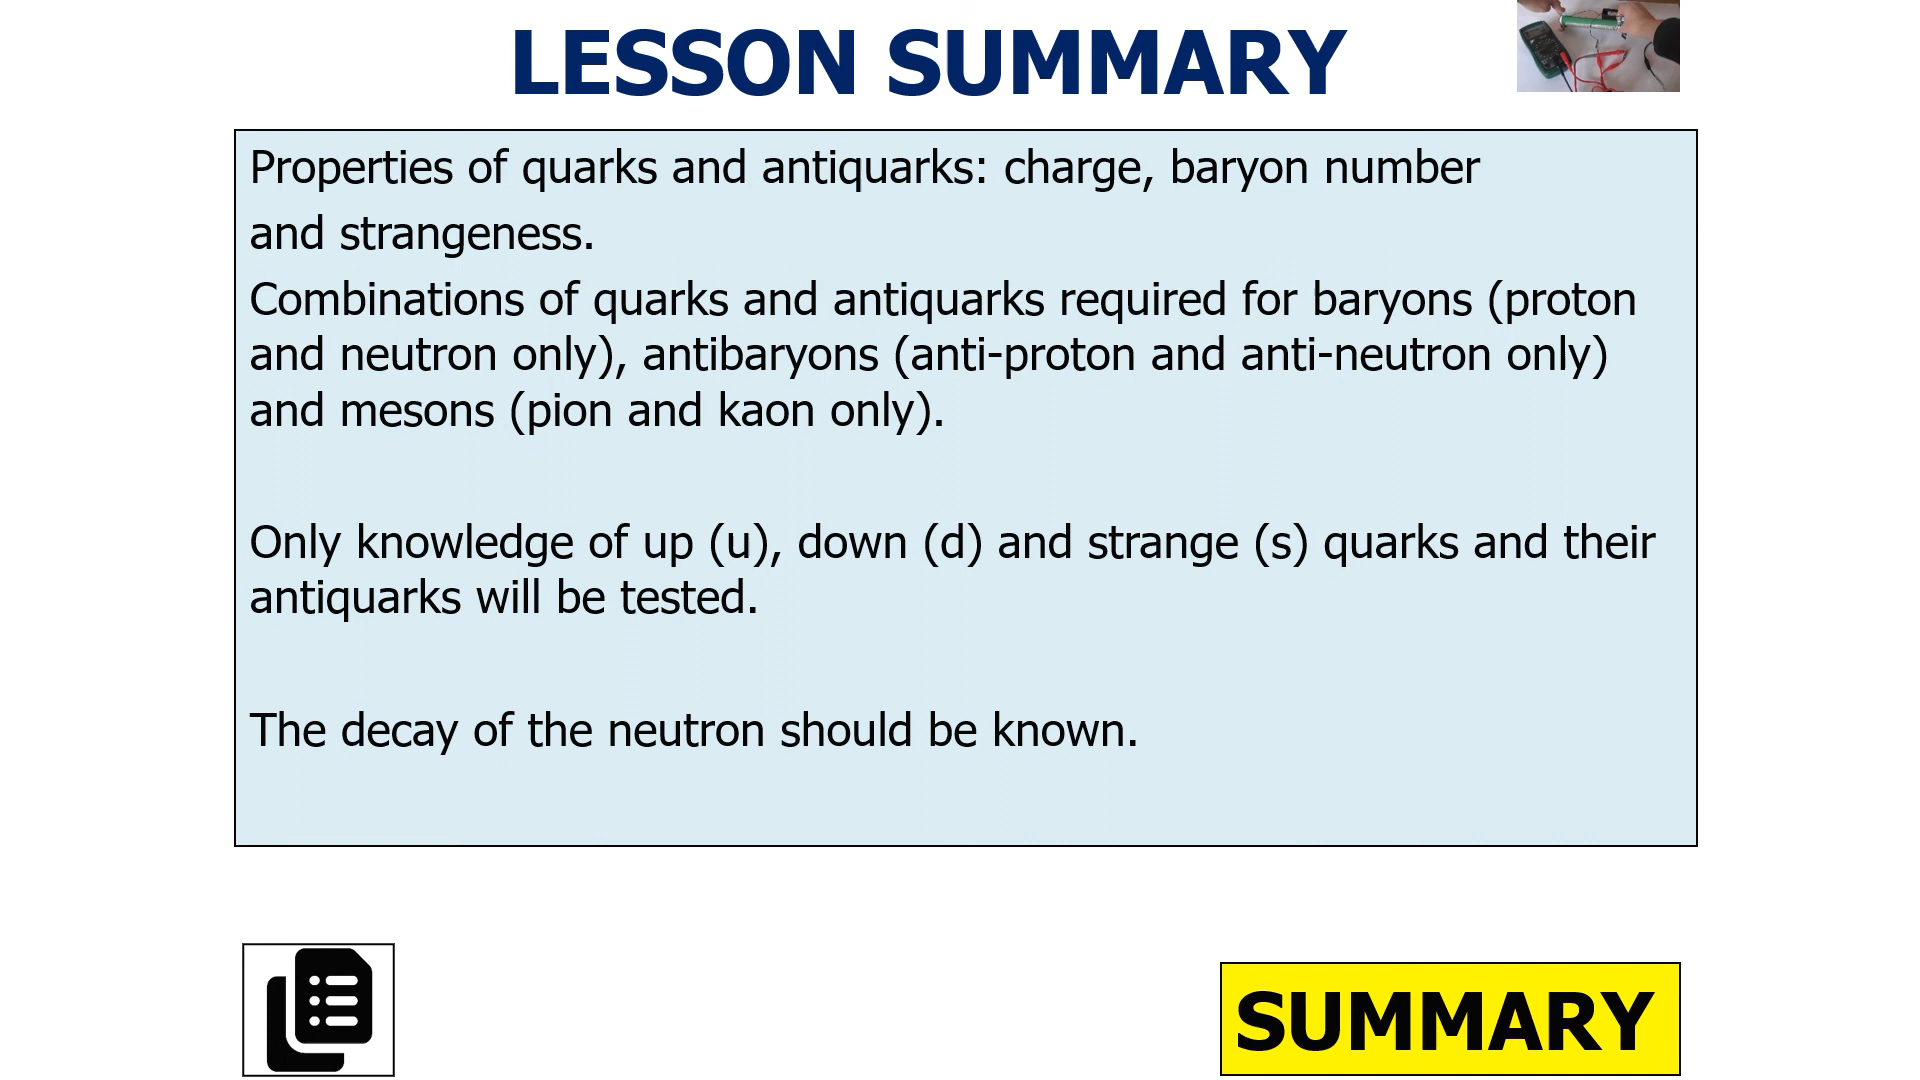 LESSON SUMMARY
Properties of quarks and antiquarks: charge, baryon number
and strangeness.
Combinations of quarks and antiquarks required for baryons (proton
and neutron only), antibaryons (anti-proton and anti-neutron only)
and mesons (pion and kaon only).
Only knowledge of up (u), down (d) and strange (s) quarks and their
antiquarks will be tested.
The decay of the neutron should be known.
SUMMARY